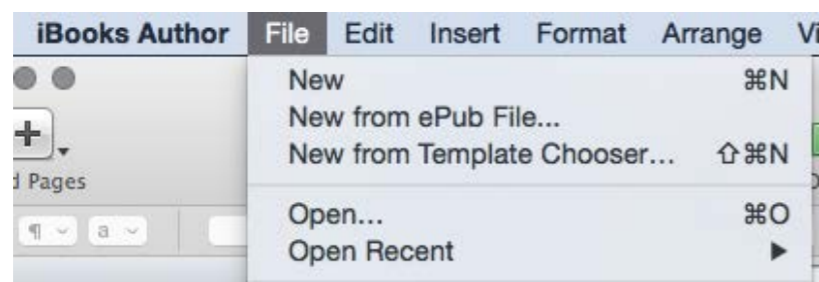 iBooks Author File Edit Insert Format Arrange
New ⌘N
New from ePub File...
New from Template Chooser... ⇧⌘N
Pages
¶ a
Open... ⌘O
Open Recent ▶